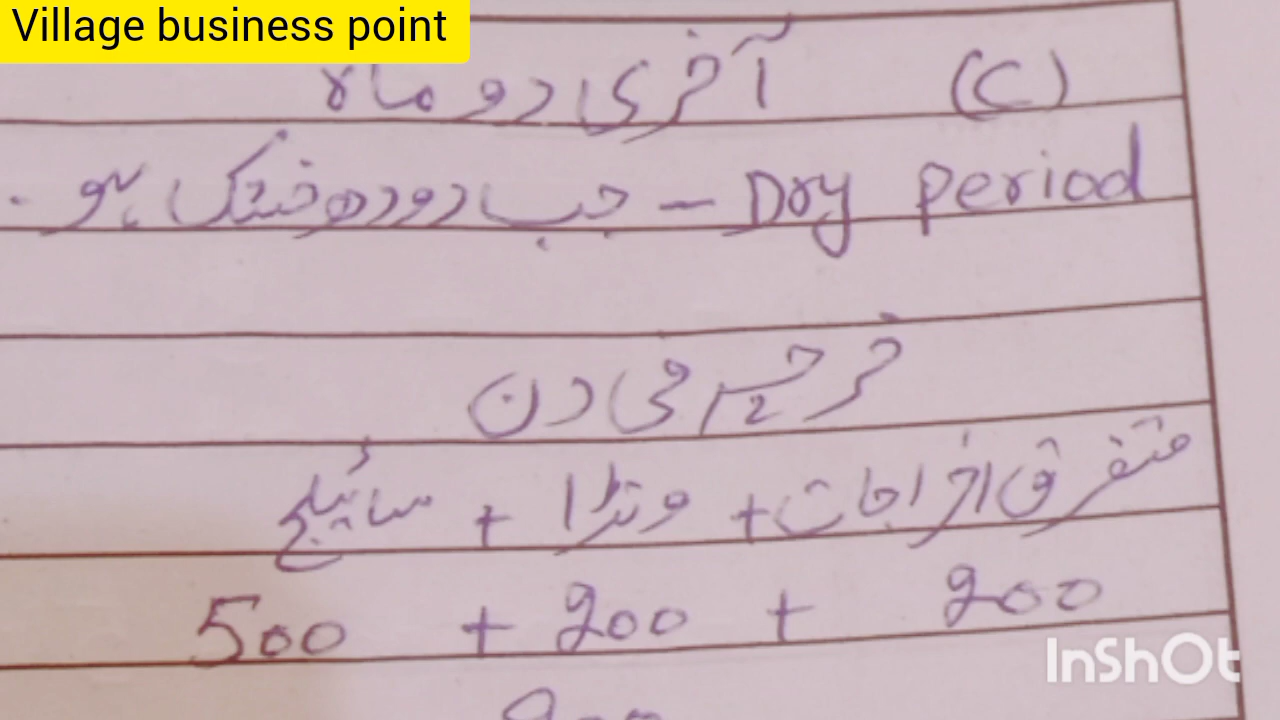 Village business point
(C) آخری دو ماہ
Dry period – جب دودھ خشک ہو۔
خرچہ فی دن
متفرق اخراجات + ونڈا + سائیلج
500 + 200 + 200
InShOt